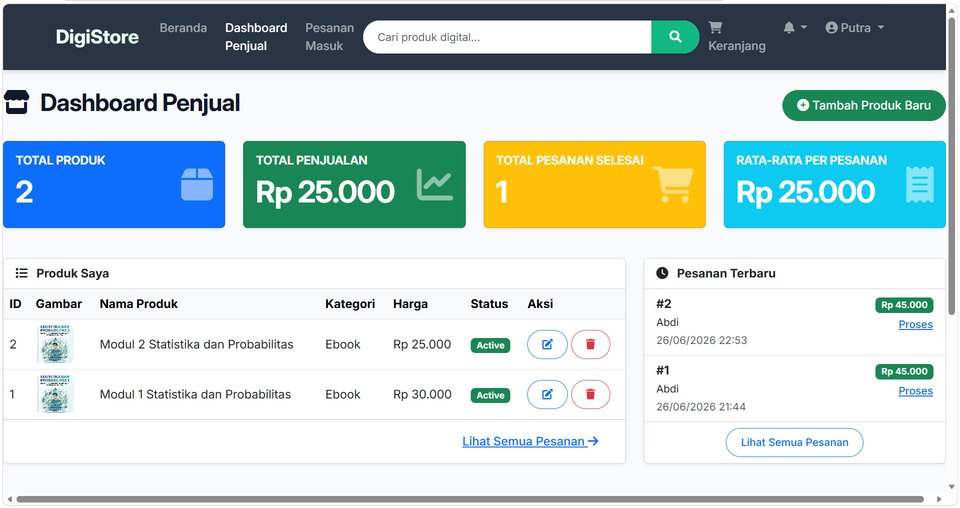 DigiStore
Beranda
Dashboard
Penjual
Pesanan
Masuk
Cari produk digital...
Keranjang
Putra
Dashboard Penjual
Tambah Produk Baru
TOTAL PRODUK
2
TOTAL PENJUALAN
Rp 25.000
TOTAL PESANAN SELESAI
1
RATA-RATA PER PESANAN
Rp 25.000
Produk Saya
ID Gambar Nama Produk Kategori Harga Status Aksi
2 Modul 2 Statistika dan Probabilitas Ebook Rp 25.000 Active
1 Modul 1 Statistika dan Probabilitas Ebook Rp 30.000 Active
Lihat Semua Pesanan
Pesanan Terbaru
#2 Rp 45.000
Abdi Proses
26/06/2026 22:53
#1 Rp 45.000
Abdi Proses
26/06/2026 21:44
Lihat Semua Pesanan